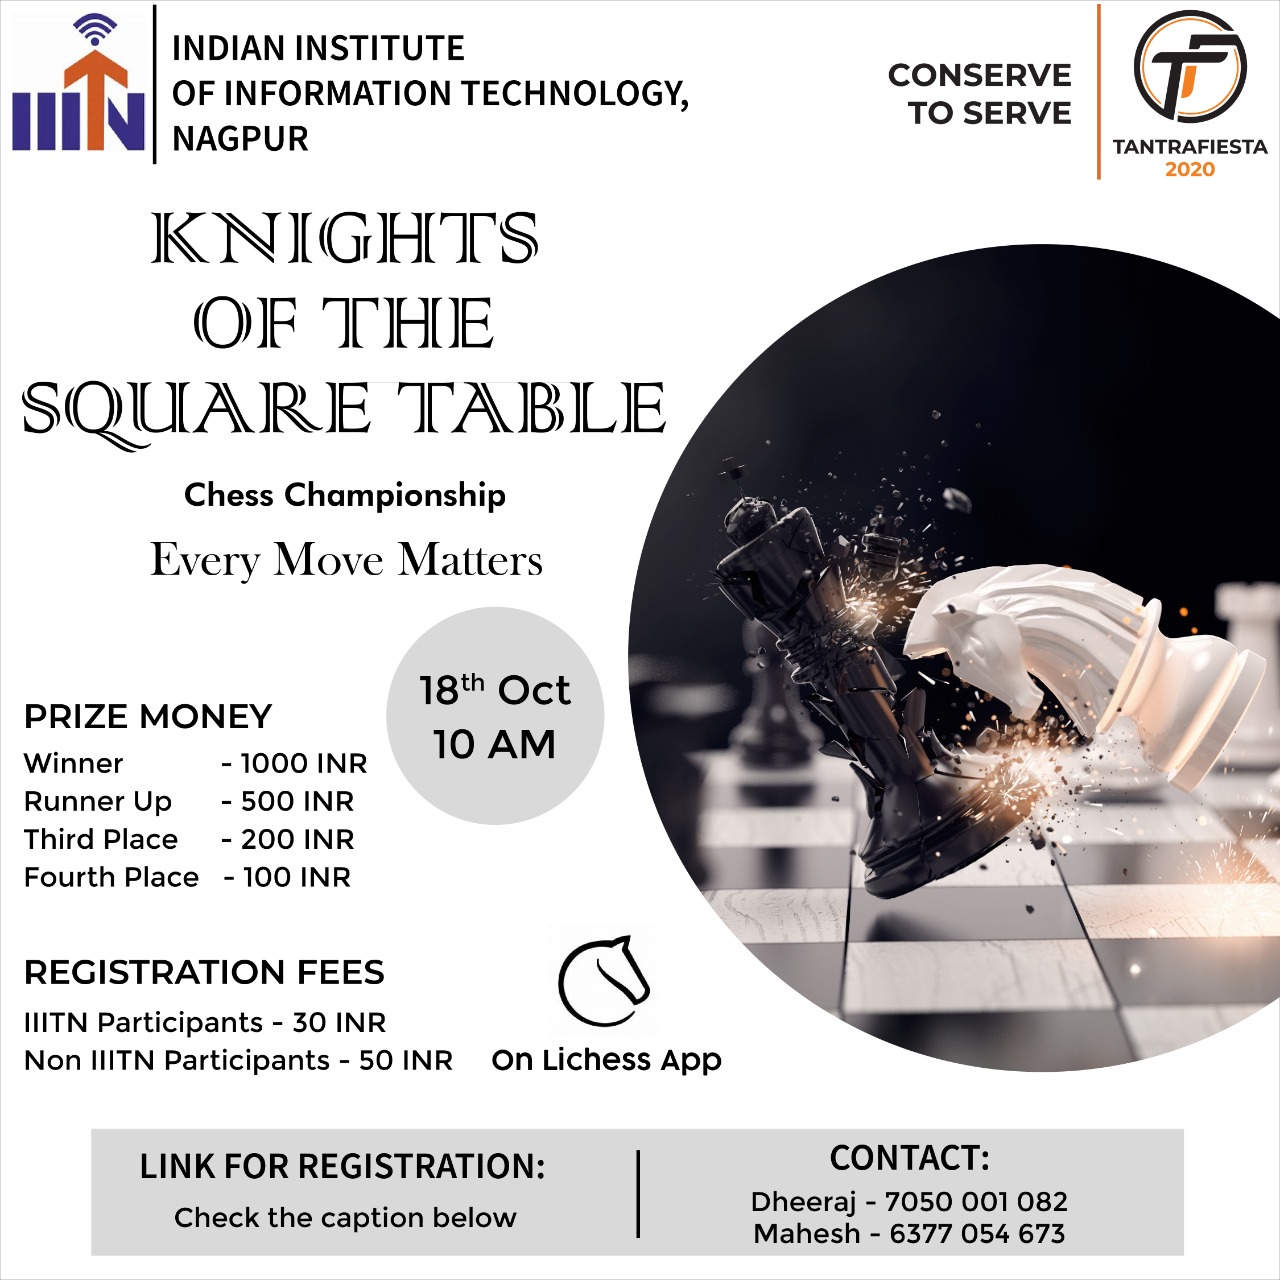 IIITN
INDIAN INSTITUTE
OF INFORMATION TECHNOLOGY,
NAGPUR
CONSERVE
TO SERVE
TF
TANTRAFIESTA
2020
KNIGHTS
OF THE
SQUARE TABLE
Chess Championship
Every Move Matters
18th Oct
10 AM
PRIZE MONEY
Winner - 1000 INR
Runner Up - 500 INR
Third Place - 200 INR
Fourth Place - 100 INR
REGISTRATION FEES
IIITN Participants - 30 INR
Non IIITN Participants - 50 INR
On Lichess App
LINK FOR REGISTRATION:
Check the caption below
CONTACT:
Dheeraj - 7050 001 082
Mahesh - 6377 054 673